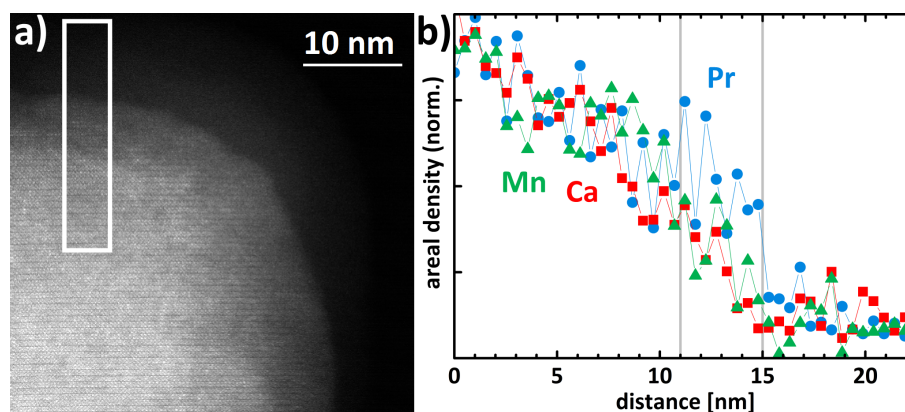 a)
10 nm
b)
Pr
Mn
Ca
areal density (norm.)
0 5 10 15 20
distance [nm]